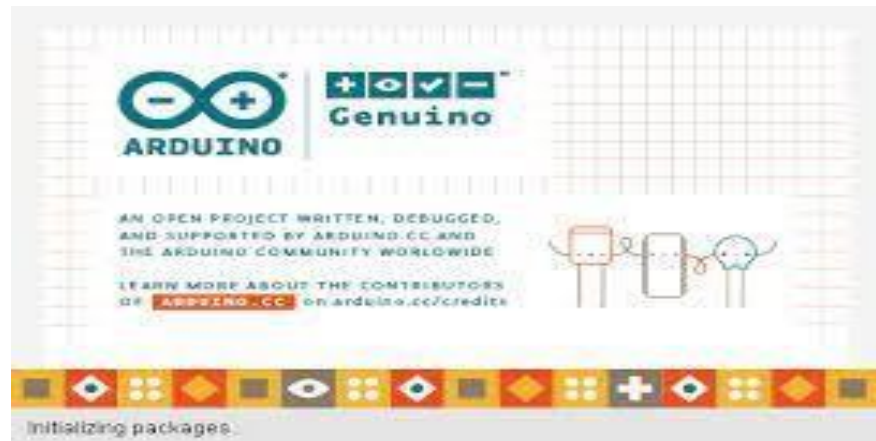 ARDUINO
Genuino
AN OPEN PROJECT WRITTEN, DEBUGGED,
AND SUPPORTED BY ARDUINO.CC AND
THE ARDUINO COMMUNITY WORLDWIDE
LEARN MORE ABOUT THE CONTRIBUTORS
OF ARDUINO.CC on arduino.cc/credits
Initializing packages...